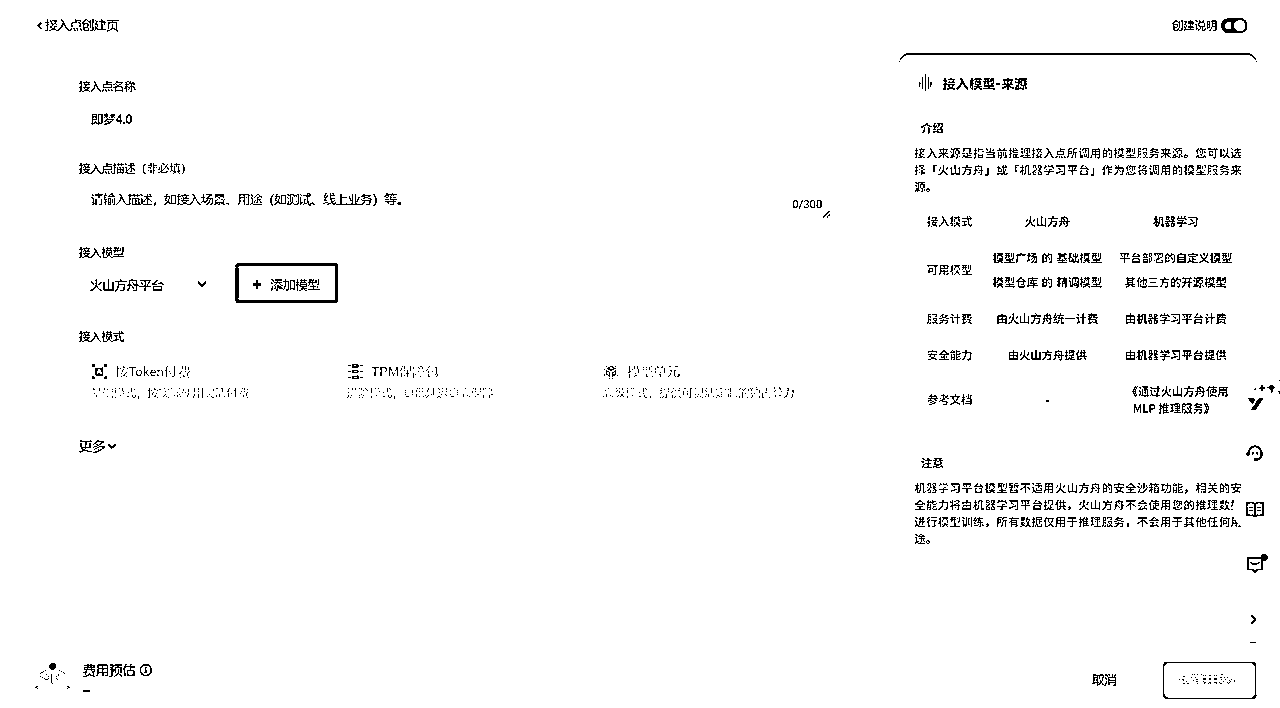 接入点创建页
创建说明
接入点名称
即梦4.0
接入点描述（非必填）
请输入描述，如接入场景、用途（如测试、线上业务）等。
0/300
接入模型
火山方舟平台
+ 添加模型
接入模式
按Token付费
TPM保障包
模型单元
更多
费用预估
取消
接入模型-来源
介绍
接入来源是指当前推理接入点所调用的模型服务来源。您可以选
择「火山方舟」或「机器学习平台」作为您将调用的模型服务来
源。
接入模式 火山方舟 机器学习
可用模型
模型广场 的 基础模型 平台部署的自定义模型
模型仓库 的 精调模型 其他三方的开源模型
服务计费 由火山方舟统一计费 由机器学习平台计费
安全能力 由火山方舟提供 由机器学习平台提供
参考文档 - 《通过火山方舟使用
MLP 推理服务》
注意
机器学习平台模型暂不适用火山方舟的安全沙箱功能，相关的安
全能力将由机器学习平台提供，火山方舟不会使用您的推理数据
进行模型训练，所有数据仅用于推理服务，不会用于其他任何用
途。